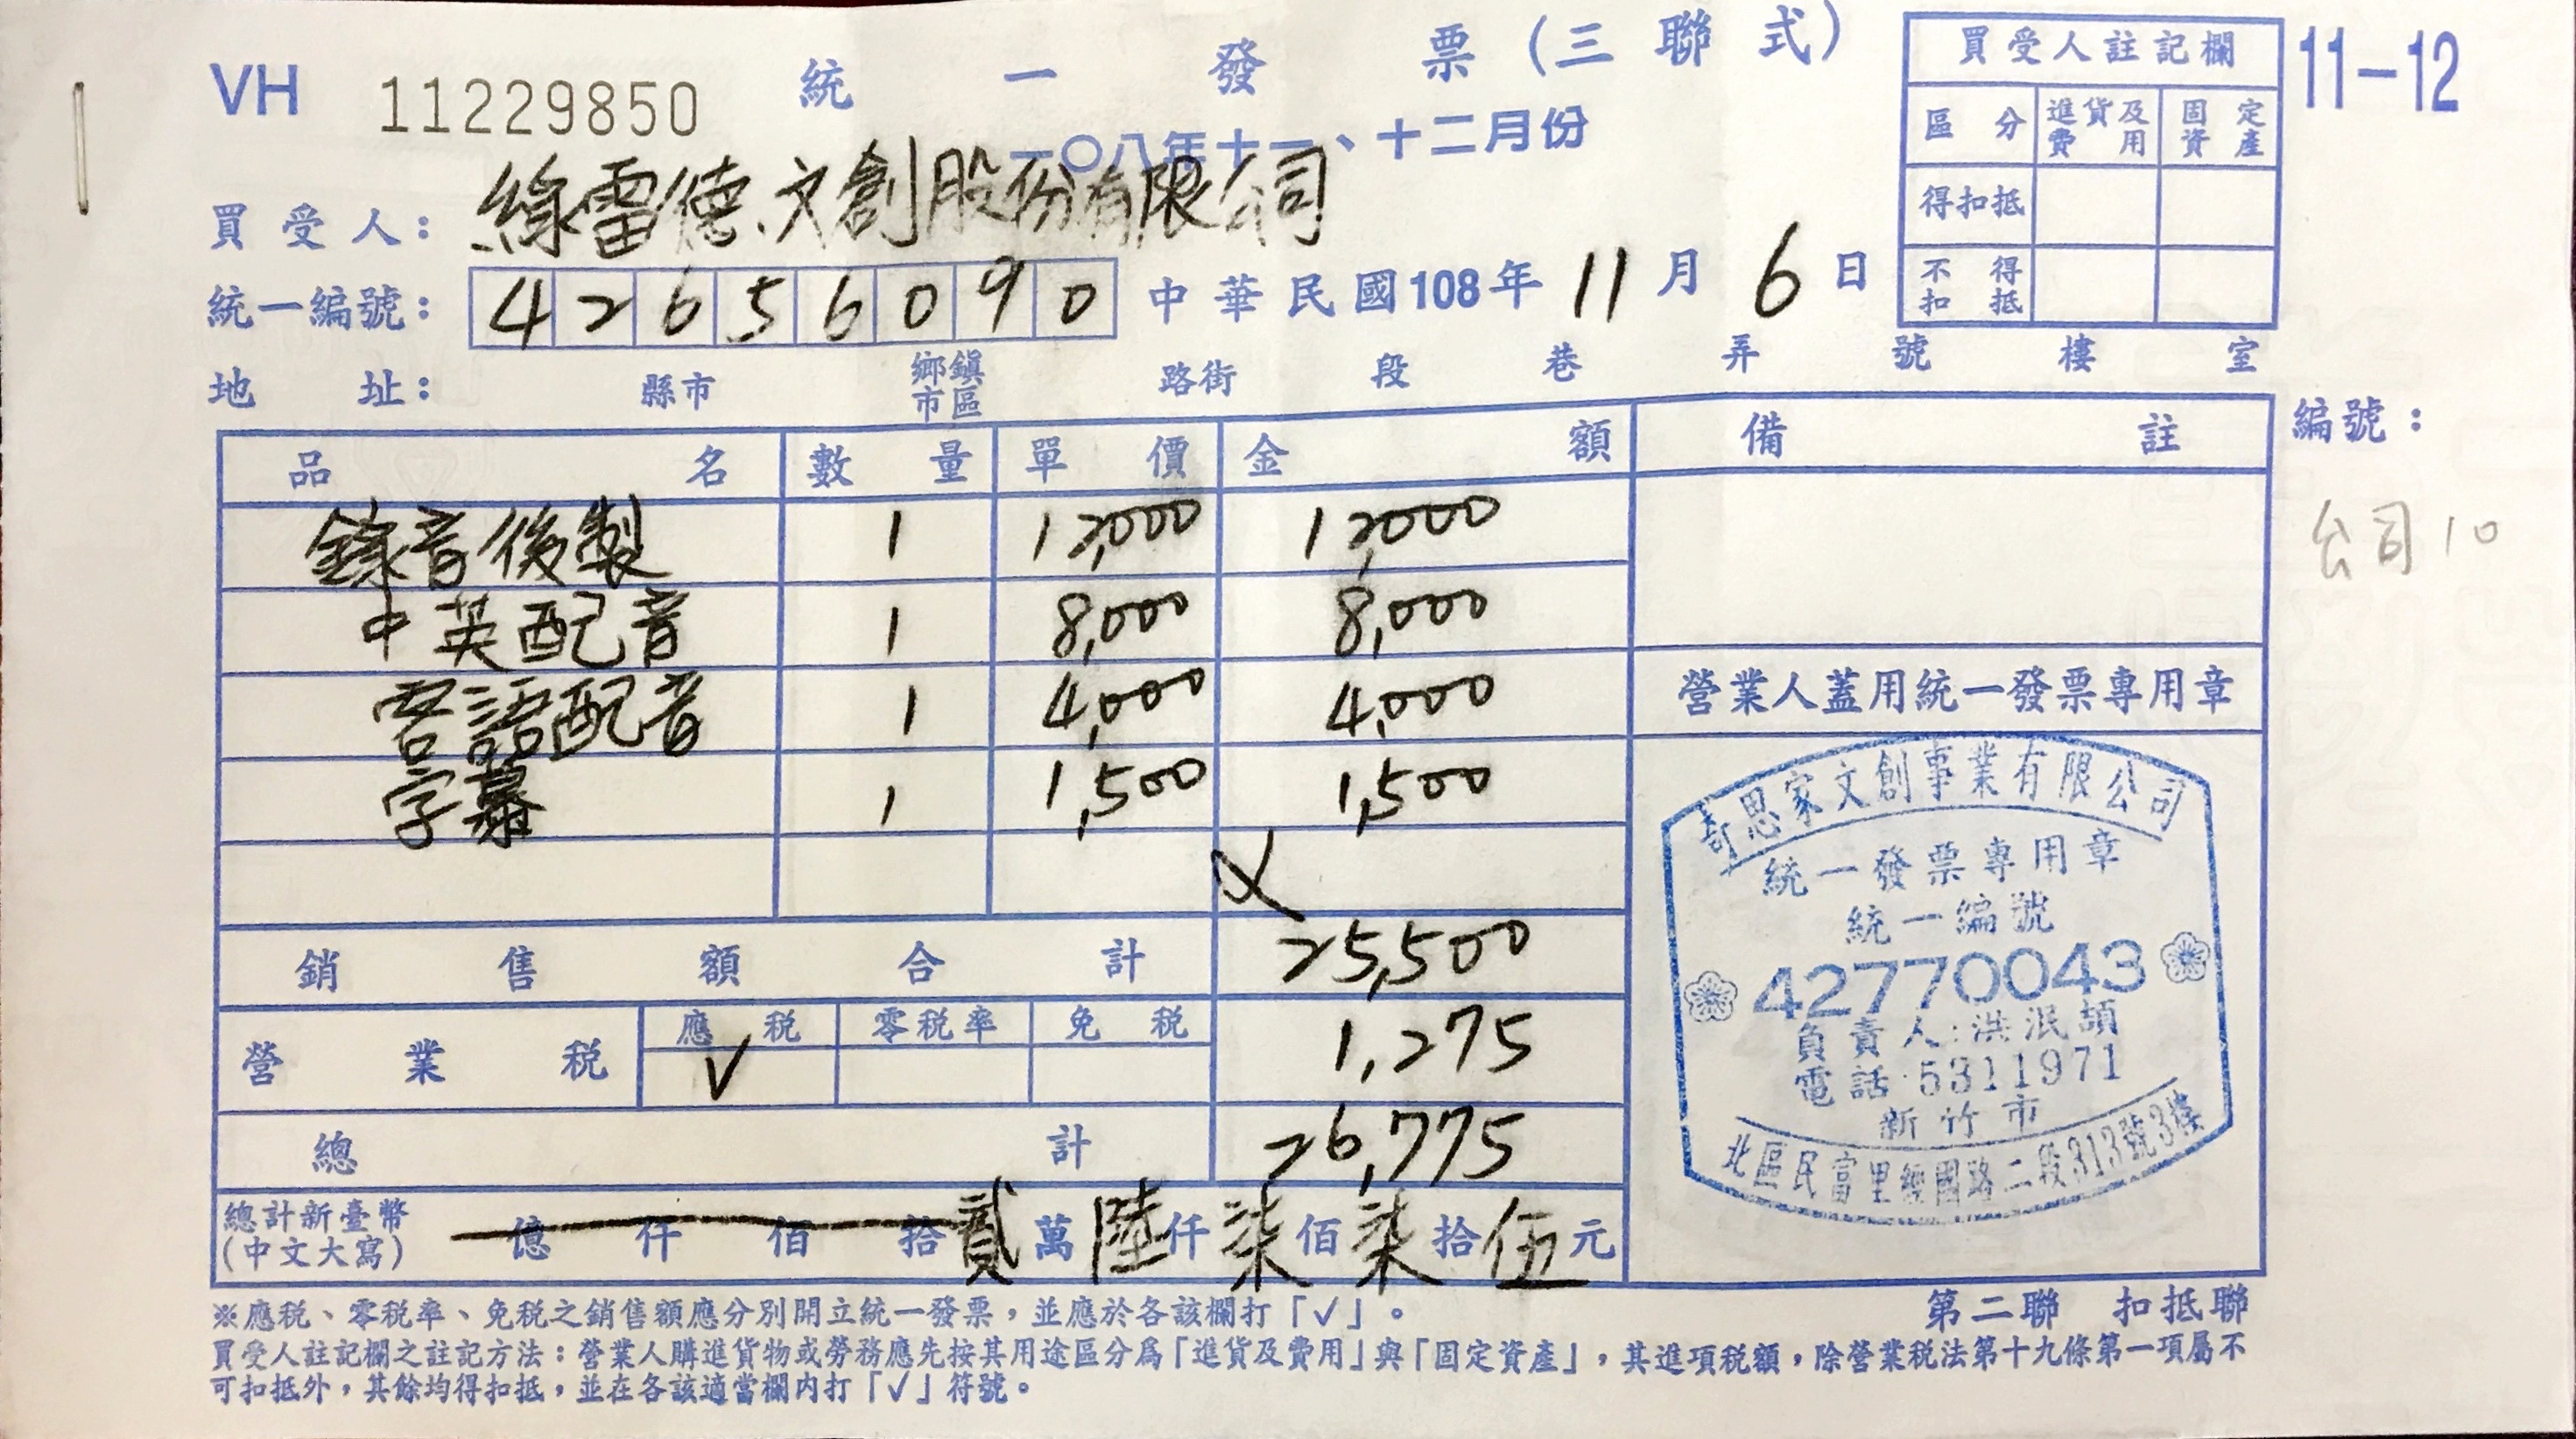 VH 11229850 統一發票(三聯式) 11-12
一〇八年十一、十二月份
買受人註記欄
區分 進貨及費用 固定資產
得扣抵
不得扣抵
買受人: 綠雷德文創股份有限公司
統一編號: 42656090 中華民國108年11月6日
地址: 縣市 鄉鎮市區 路街 段 巷 弄 號 樓 室
品名 數量 單價 金額 備註 編號:
錄音後製 1 12,000 12,000 公司10
中英配音 1 8,000 8,000
客語配音 1 4,000 4,000
字幕 1 1,500 1,500
銷售額合計 25,500
營業稅 應稅 零稅率 免稅 1,275
V
總計 26,775
總計新臺幣(中文大寫) 億仟佰拾貳萬陸仟柒佰柒拾伍元
營業人蓋用統一發票專用章
奇思家文創事業有限公司
統一發票專用章
統一編號
42770043
負責人:洪泯頡
電話:5311971
新竹市
北區民富里經國路二段313號3樓
第二聯 扣抵聯
※應稅、零稅率、免稅之銷售額應分別開立統一發票,並應於各該欄打「✓」。
買受人註記欄之註記方法:營業人購進貨物或勞務應先按其用途區分為「進貨及費用」與「固定資產」,其進項稅額,除營業稅法第十九條第一項屬不
可扣抵外,其餘均得扣抵,並在各該適當欄內打「✓」符號。